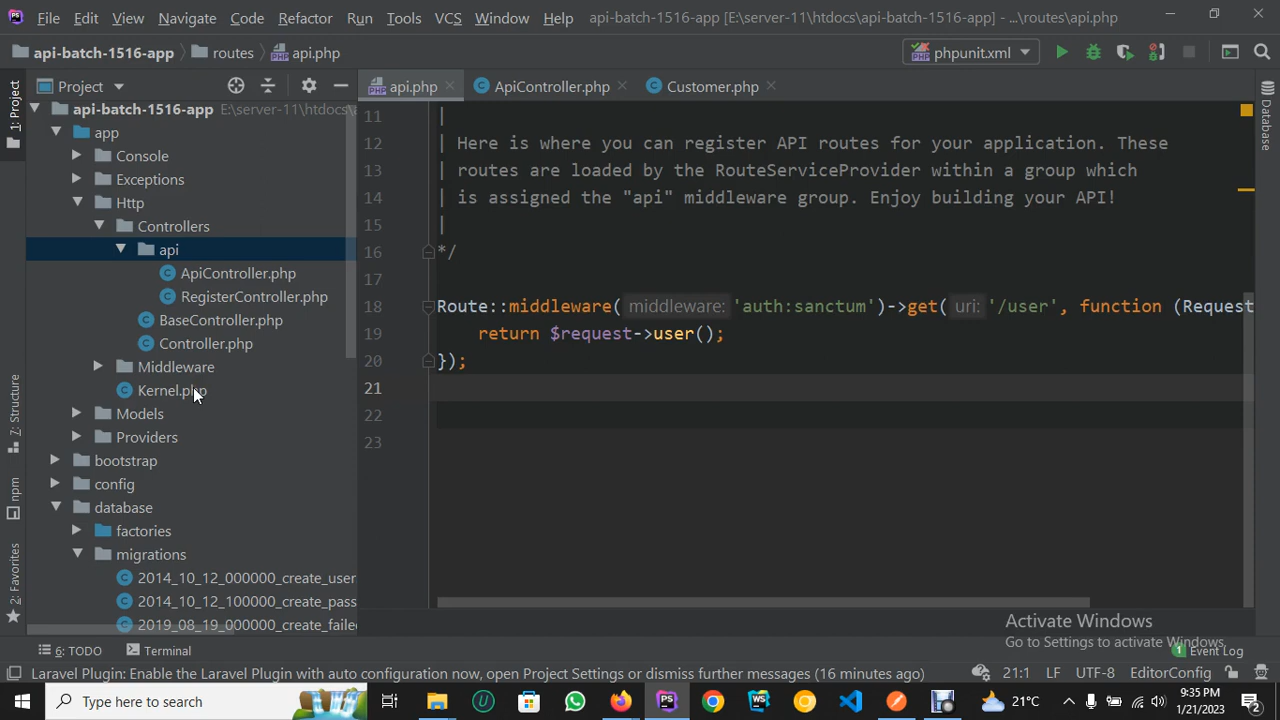 File Edit View Navigate Code Refactor Run Tools VCS Window Help api-batch-1516-app [E:\server-11\htdocs\api-batch-1516-app] - ...\routes\api.php
api-batch-1516-app routes api.php phpunit.xml
Project api.php ApiController.php Customer.php
1: Project
7: Structure
npm
2: Favorites
Database
api-batch-1516-app E:\server-11\htdocs\
app
Console
Exceptions
Http
Controllers
api
ApiController.php
RegisterController.php
BaseController.php
Controller.php
Middleware
Kernel.php
Models
Providers
bootstrap
config
database
factories
migrations
2014_10_12_000000_create_user
2014_10_12_100000_create_pass
2019_08_19_000000_create_faile
11 |
12 | Here is where you can register API routes for your application. These
13 | routes are loaded by the RouteServiceProvider within a group which
14 | is assigned the "api" middleware group. Enjoy building your API!
15 |
16 */
17
18 Route::middleware( middleware: 'auth:sanctum')->get( uri: '/user', function (Request
19 return $request->user();
20 });
21
22
23
Activate Windows
Go to Settings to activate Windows.
6: TODO Terminal 1 Event Log
Laravel Plugin: Enable the Laravel Plugin with auto configuration now, open Project Settings or dismiss further messages (16 minutes ago) 21:1 LF UTF-8 EditorConfig
Type here to search 21°C 9:35 PM
1/21/2023 2